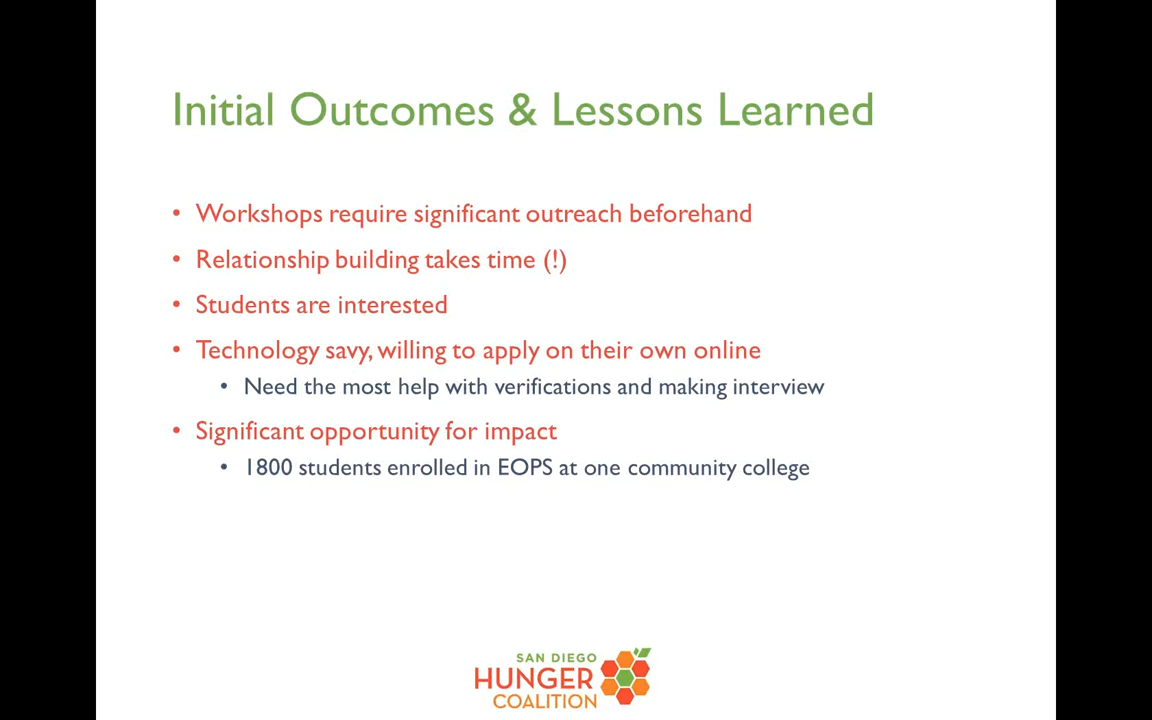 Initial Outcomes & Lessons Learned
• Workshops require significant outreach beforehand
• Relationship building takes time (!)
• Students are interested
• Technology savy, willing to apply on their own online
• Need the most help with verifications and making interview
• Significant opportunity for impact
• 1800 students enrolled in EOPS at one community college
SAN DIEGO
HUNGER
COALITION